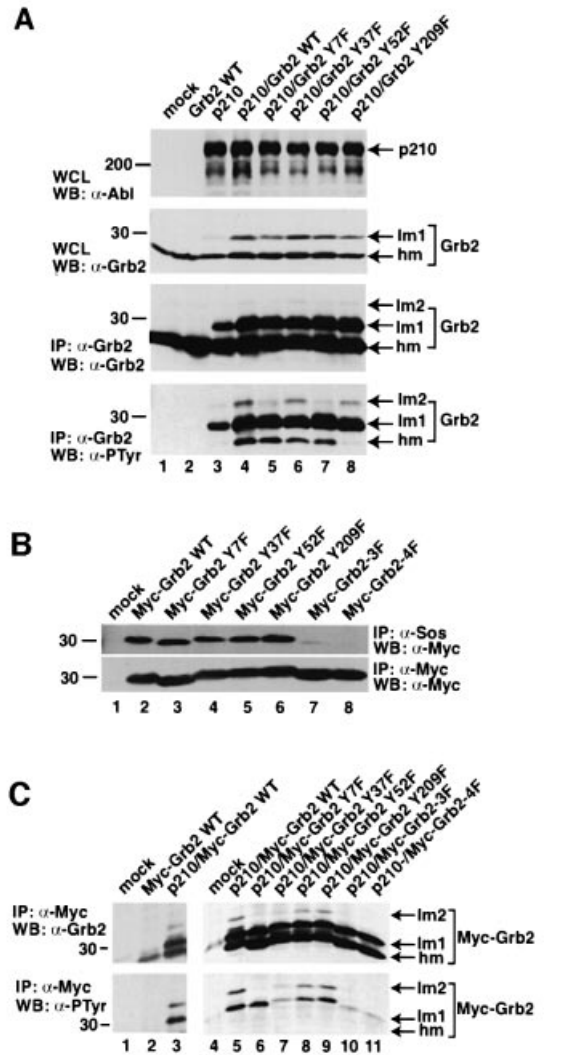 A
mock
Grb2 WT
p210
p210/Grb2 WT
p210/Grb2 Y7F
p210/Grb2 Y37F
p210/Grb2 Y52F
p210/Grb2 Y209F
200
WCL
WB: α-Abl
p210
30
WCL
WB: α-Grb2
lm1
hm
Grb2
30
IP: α-Grb2
WB: α-Grb2
lm2
lm1
hm
Grb2
30
IP: α-Grb2
WB: α-PTyr
lm2
lm1
hm
Grb2
1 2 3 4 5 6 7 8
B
mock
Myc-Grb2 WT
Myc-Grb2 Y7F
Myc-Grb2 Y37F
Myc-Grb2 Y52F
Myc-Grb2 Y209F
Myc-Grb2-3F
Myc-Grb2-4F
30
IP: α-Sos
WB: α-Myc
30
IP: α-Myc
WB: α-Myc
1 2 3 4 5 6 7 8
C
mock
Myc-Grb2 WT
p210/Myc-Grb2 WT
mock
p210/Myc-Grb2 WT
p210/Myc-Grb2 Y7F
p210/Myc-Grb2 Y37F
p210/Myc-Grb2 Y52F
p210/Myc-Grb2 Y209F
p210/Myc-Grb2-3F
p210-/Myc-Grb2-4F
IP: α-Myc
WB: α-Grb2
30
lm2
lm1
hm
Myc-Grb2
IP: α-Myc
WB: α-PTyr
30
lm2
lm1
hm
Myc-Grb2
1 2 3 4 5 6 7 8 9 10 11